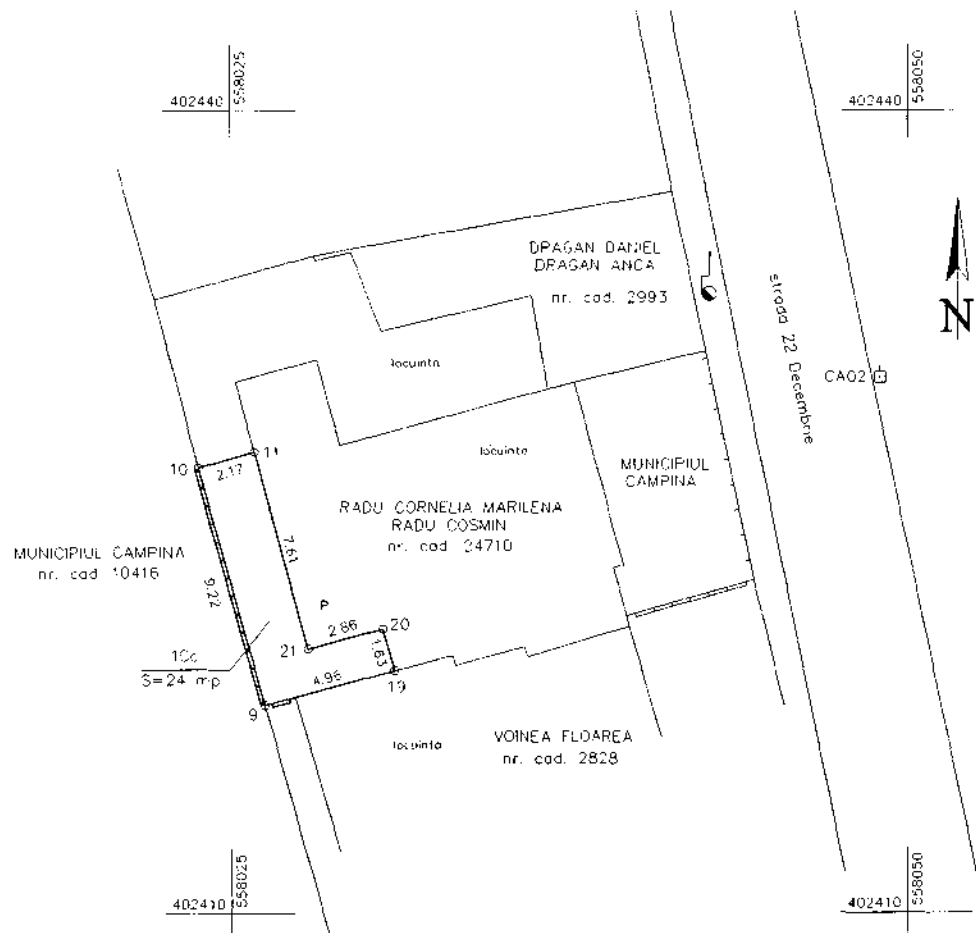 558025
402440
558050
402440
DRAGAN DANIEL
DRAGAN ANCA
nr. cad. 2993
N
strada 22 Decembrie
locuinta
CA02
11
10
2.17
locuinta
MUNICIPIUL
CAMPINA
RADU CORNELIA MARILENA
RADU COSMIN
nr. cad. 24710
MUNICIPIUL CAMPINA
nr. cad. 10416
7.61
9.22
P
2.86
20
21
1.63
1Cc
S=24 mp
4.96
19
9
locuinta
VOINEA FLOAREA
nr. cad. 2828
558025
402410
558050
402410